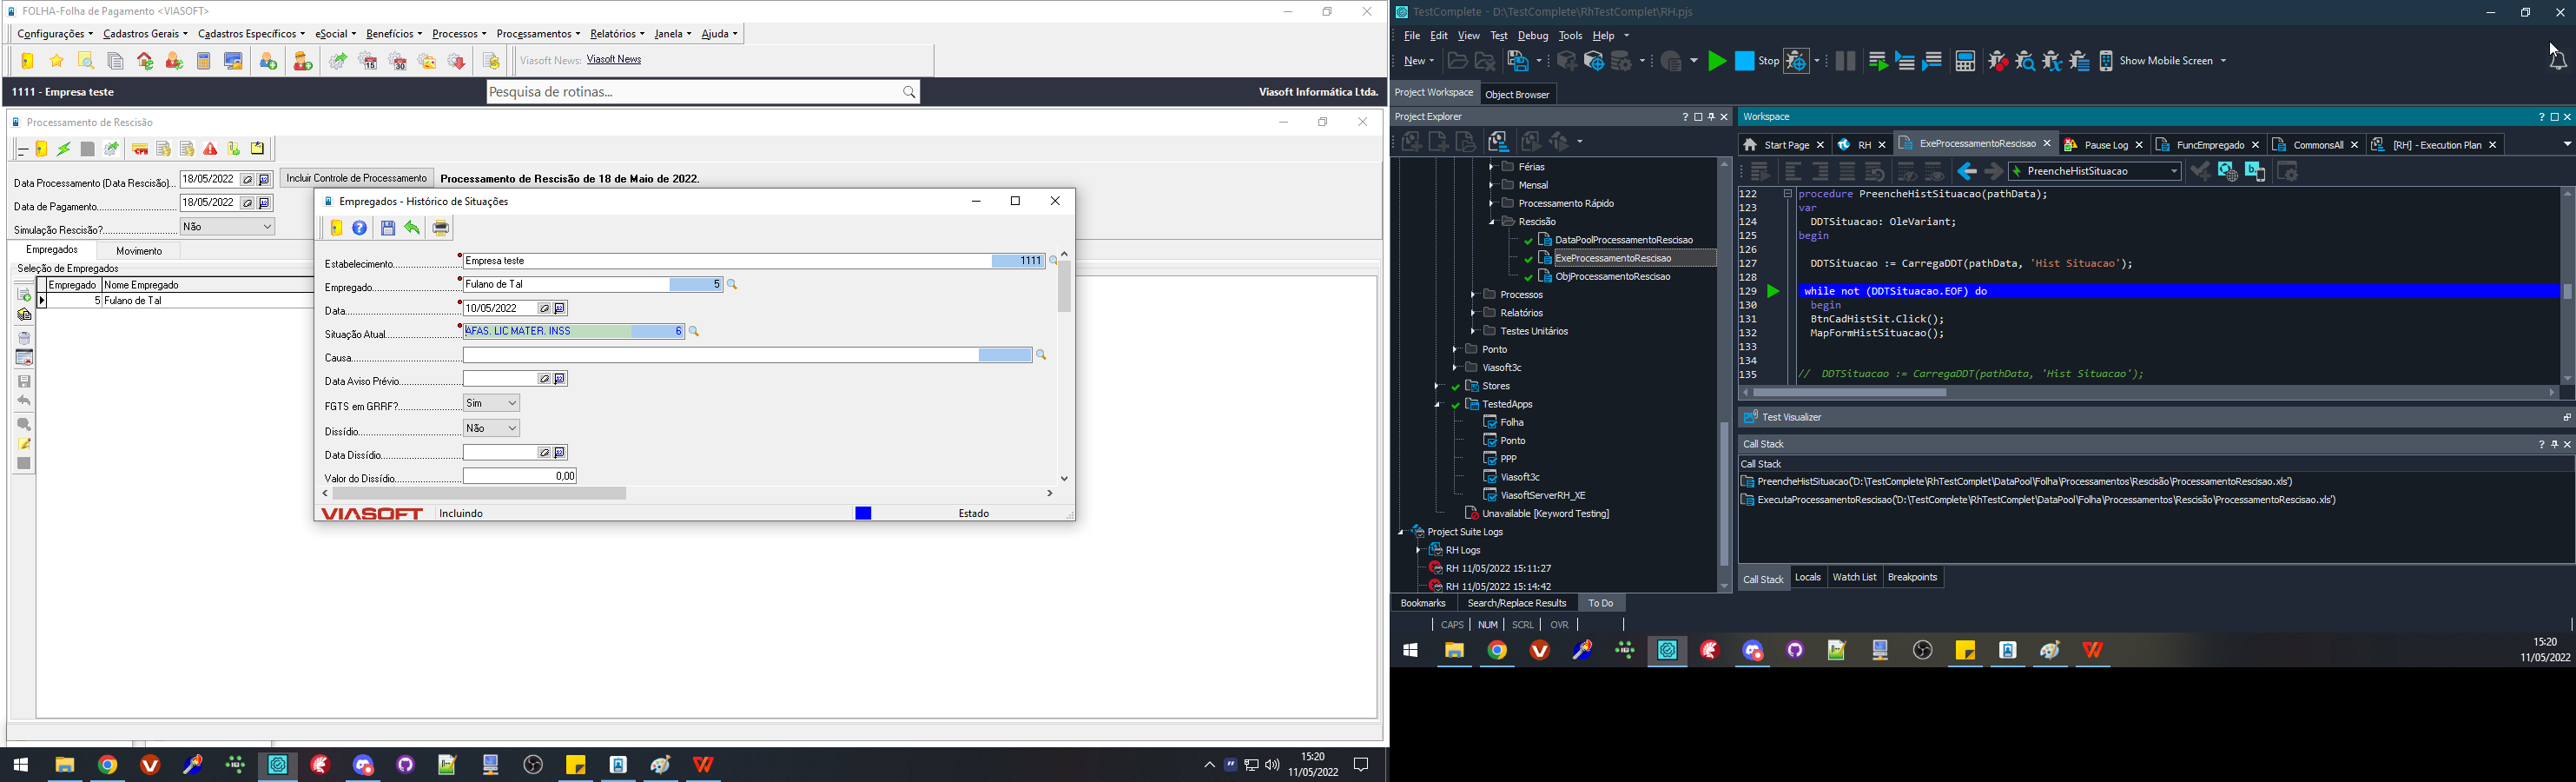 FOLHA-Folha de Pagamento <VIASOFT>
Configurações Cadastros Gerais Cadastros Específicos eSocial Benefícios Processos Processamentos Relatórios Janela Ajuda
Viasoft News: Viasoft News
1111 - Empresa teste
Pesquisa de rotinas...
Viasoft Informática Ltda.
Processamento de Rescisão
Data Processamento (Data Rescisão)... 18/05/2022
Incluir Controle de Processamento
Processamento de Rescisão de 18 de Maio de 2022.
Data de Pagamento 18/05/2022
Simulação Rescisão? Não
Empregados Movimento
Seleção de Empregados
Empregado Nome Empregado
5 Fulano de Tal
Empregados - Histórico de Situações
Estabelecimento Empresa teste 1111
Empregado Fulano de Tal 5
Data 10/05/2022
Situação Atual AFAS. LIC MATER. INSS 6
Causa
Data Aviso Prévio
FGTS em GRRF? Sim
Dissídio Não
Data Dissídio
Valor do Dissídio 0,00
VIASOFT Incluindo Estado
15:20
11/05/2022
TestComplete - D:\TestComplete\RhTestComplet\RH.pjs
File Edit View Test Debug Tools Help
New Stop Show Mobile Screen
Project Workspace Object Browser
Project Explorer
Férias
Mensal
Processamento Rápido
Rescisão
DataPoolProcessamentoRescisao
ExeProcessamentoRescisao
ObjProcessamentoRescisao
Processos
Relatórios
Testes Unitários
Ponto
Viasoft3c
Stores
TestedApps
Folha
Ponto
PPP
Viasoft3c
ViasoftServerRH_XE
Unavailable [Keyword Testing]
Project Suite Logs
RH Logs
RH 11/05/2022 15:11:27
RH 11/05/2022 15:14:42
Bookmarks Search/Replace Results To Do
CAPS NUM SCRL OVR
Workspace
Start Page RH ExeProcessamentoRescisao Pause Log FuncEmpregado CommonsAll [RH] - Execution Plan
PreencheHistSituacao
122 procedure PreencheHistSituacao(pathData);
123 var
124 DDTSituacao: OleVariant;
125 begin
126
127 DDTSituacao := CarregaDDT(pathData, 'Hist Situacao');
128
129 while not (DDTSituacao.EOF) do
130 begin
131 BtnCadHistSit.Click();
132 MapFormHistSituacao();
133
134
135 // DDTSituacao := CarregaDDT(pathData, 'Hist Situacao');
Test Visualizer
Call Stack
Call Stack
PreencheHistSituacao('D:\TestComplete\RhTestComplet\DataPool\Folha\Processamentos\Rescisão\ProcessamentoRescisao.xls')
ExecutaProcessamentoRescisao('D:\TestComplete\RhTestComplet\DataPool\Folha\Processamentos\Rescisão\ProcessamentoRescisao.xls')
Call Stack Locals Watch List Breakpoints
15:20
11/05/2022